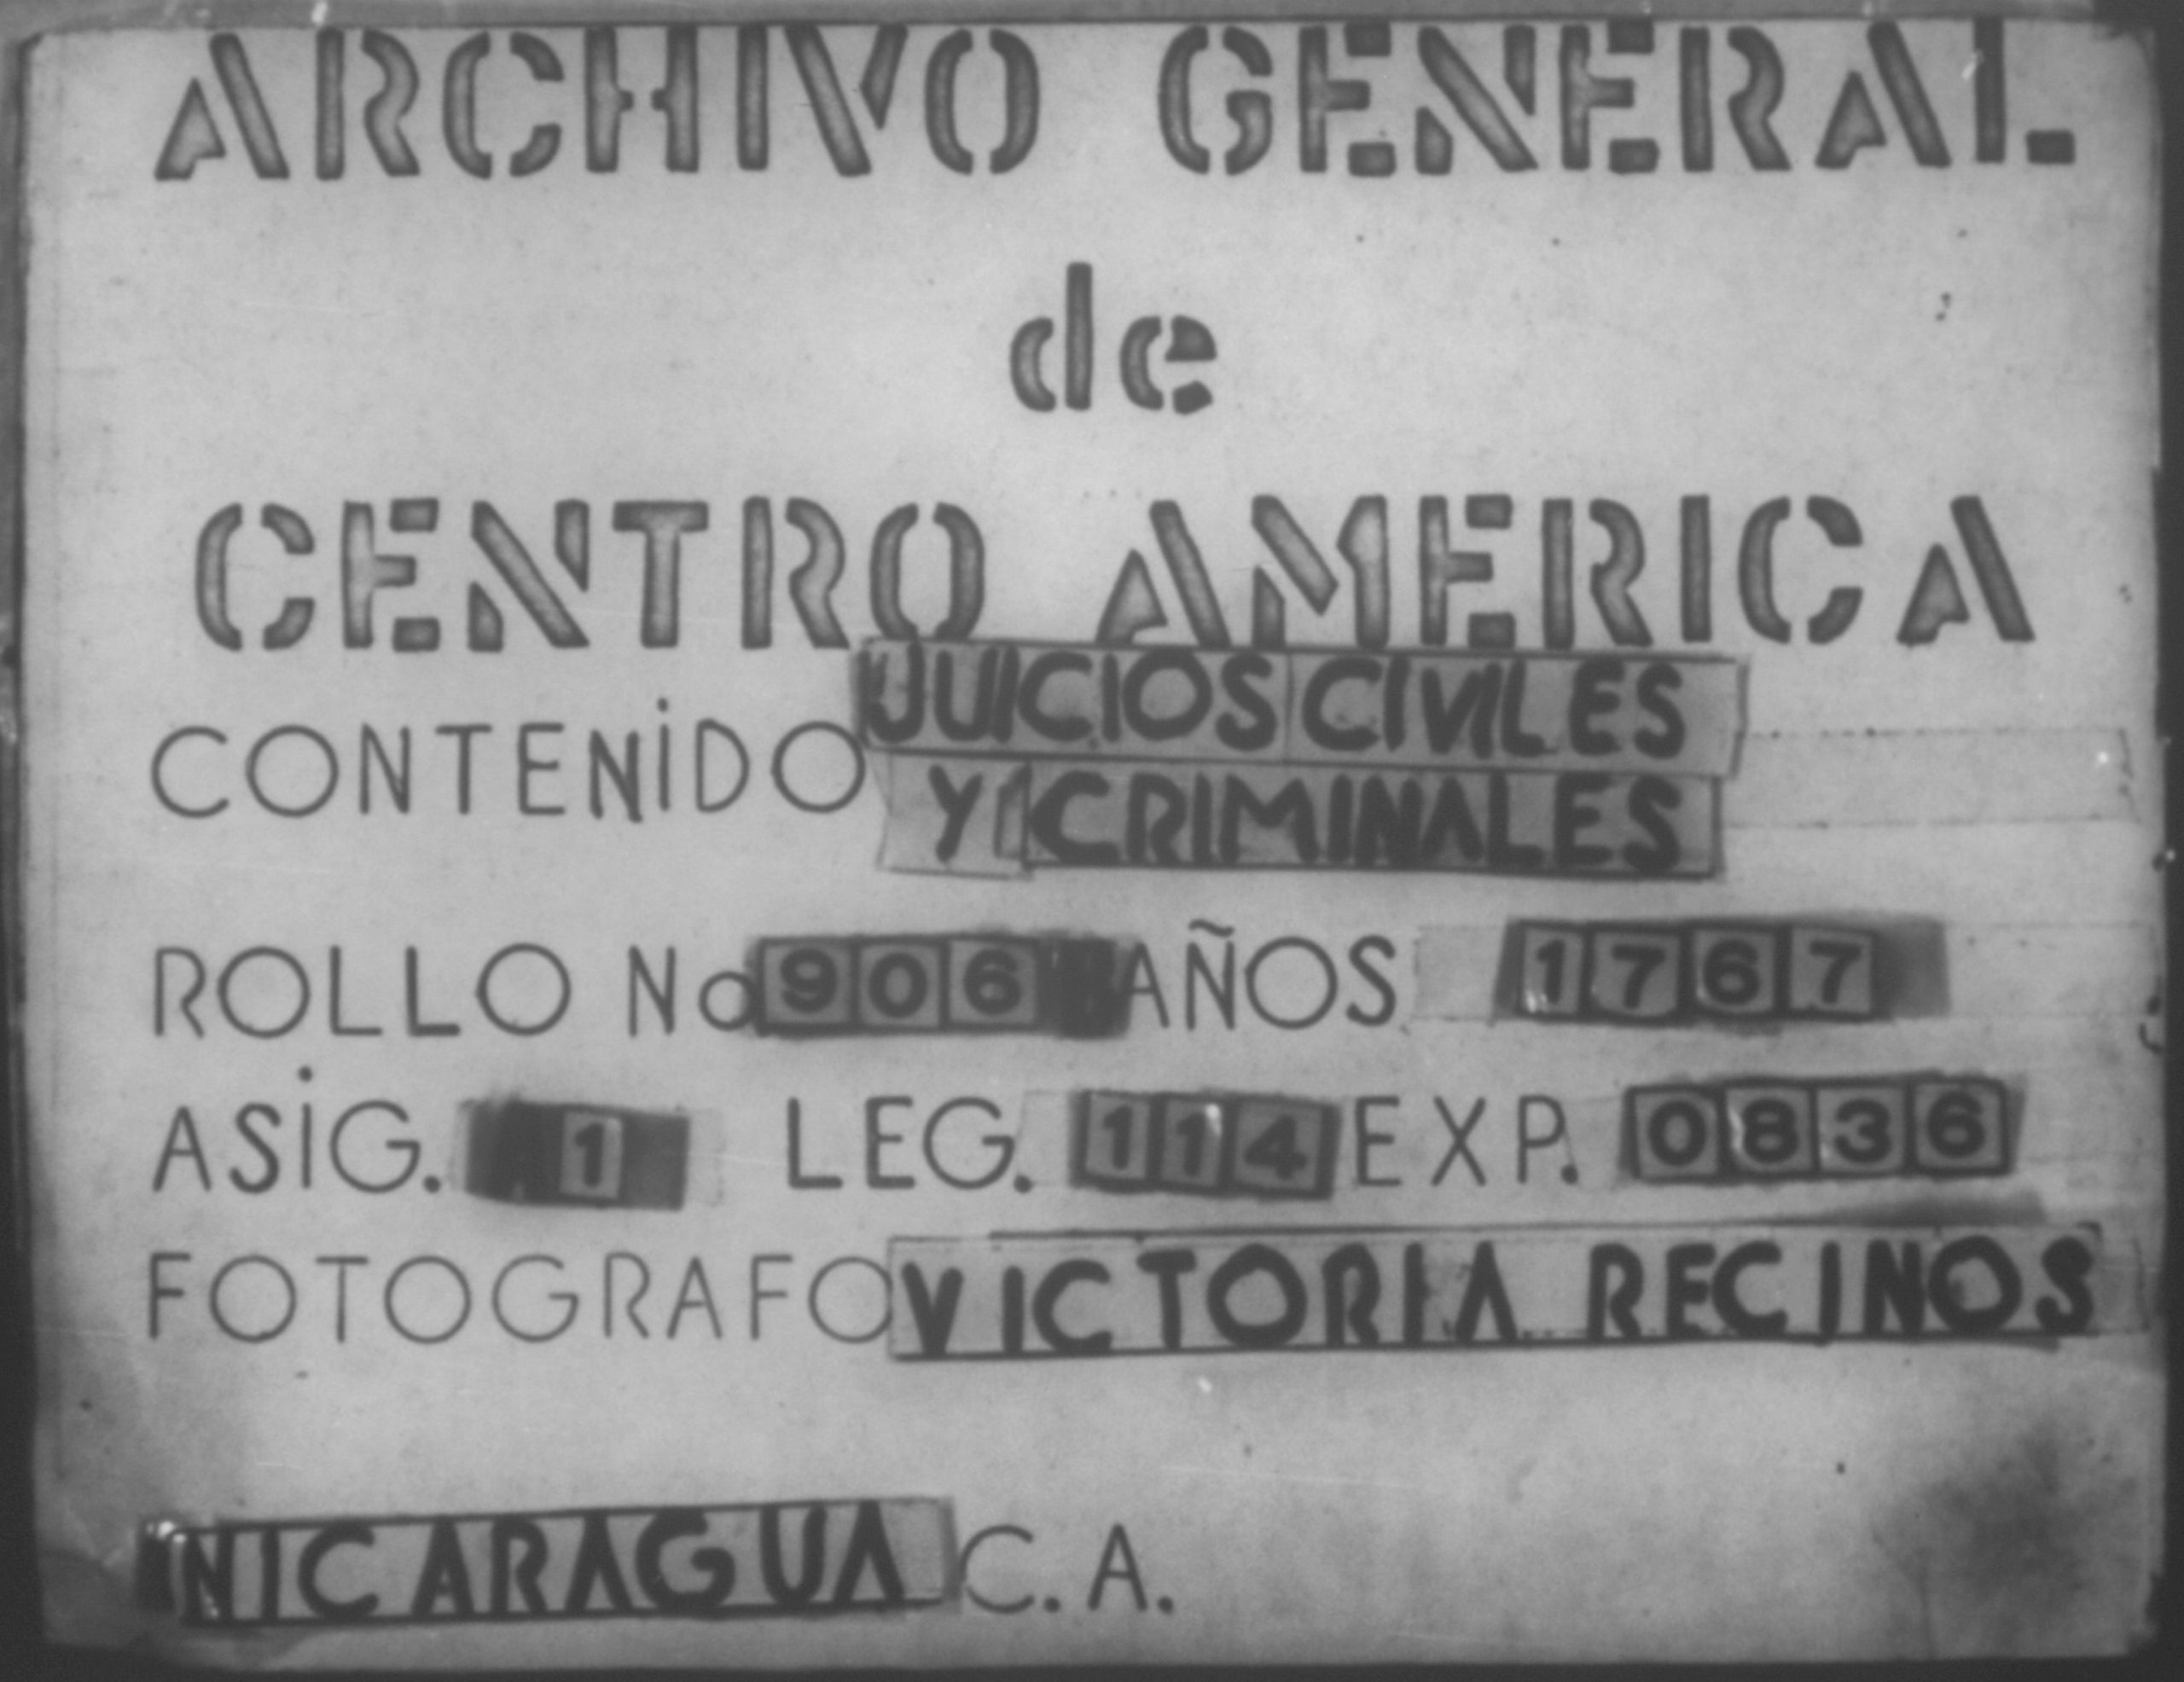 ARCHIVO GENERAL
de
CENTRO AMERICA
CONTENiDO JUICIOS CIVILES
Y CRIMINALES
ROLLO No 906 AÑOS 1767
ASiG. 1 LEG. 114 EXP. 0836
FOTOGRAFO VICTORIA RECINOS
NICARAGUA C. A.